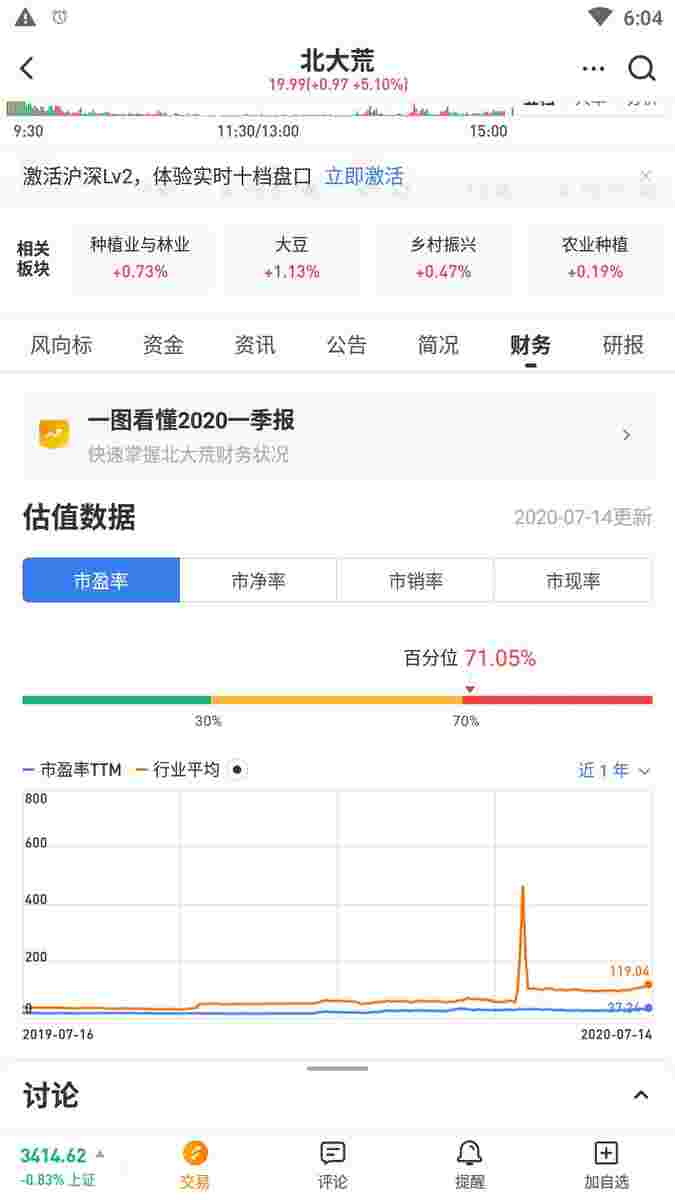 6:04
北大荒
19.99(+0.97 +5.10%)
9:30 11:30/13:00 15:00
激活沪深Lv2，体验实时十档盘口 立即激活
相关板块
种植业与林业 大豆 乡村振兴 农业种植
+0.73% +1.13% +0.47% +0.19%
风向标 资金 资讯 公告 简况 财务 研报
一图看懂2020一季报
快速掌握北大荒财务状况
估值数据 2020-07-14更新
市盈率 市净率 市销率 市现率
百分位 71.05%
30% 70%
市盈率TTM 行业平均 近1年
800
600
400
200
119.04
0 37.24
2019-07-16 2020-07-14
讨论
3414.62
-0.83% 上证
交易 评论 提醒 加自选